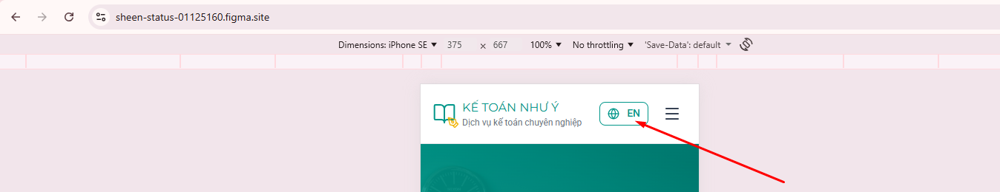 sheen-status-01125160.figma.site
Dimensions: iPhone SE 375 × 667 100% No throttling 'Save-Data': default
KẾ TOÁN NHƯ Ý
Dịch vụ kế toán chuyên nghiệp
EN